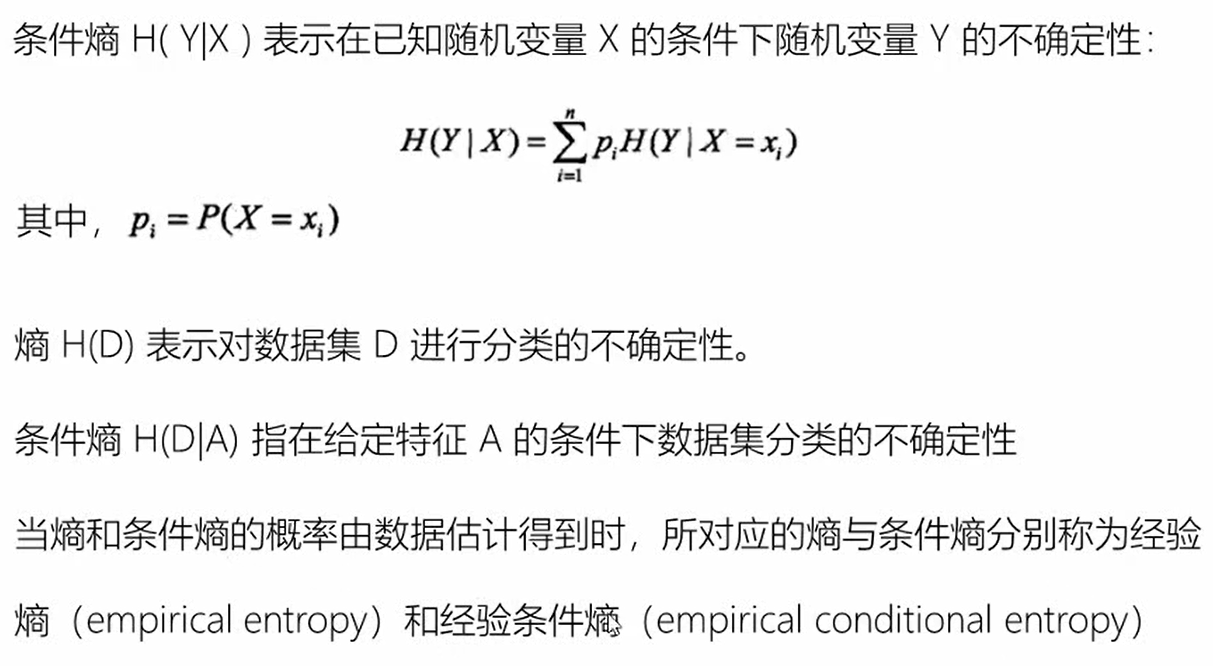 条件熵 H( Y|X ) 表示在已知随机变量 X 的条件下随机变量 Y 的不确定性：
H(Y|X)=∑_{i=1}^{n} p_i H(Y|X=x_i)
其中，p_i = P(X = x_i)
熵 H(D) 表示对数据集 D 进行分类的不确定性。
条件熵 H(D|A) 指在给定特征 A 的条件下数据集分类的不确定性
当熵和条件熵的概率由数据估计得到时，所对应的熵与条件熵分别称为经验
熵（empirical entropy）和经验条件熵（empirical conditional entropy）